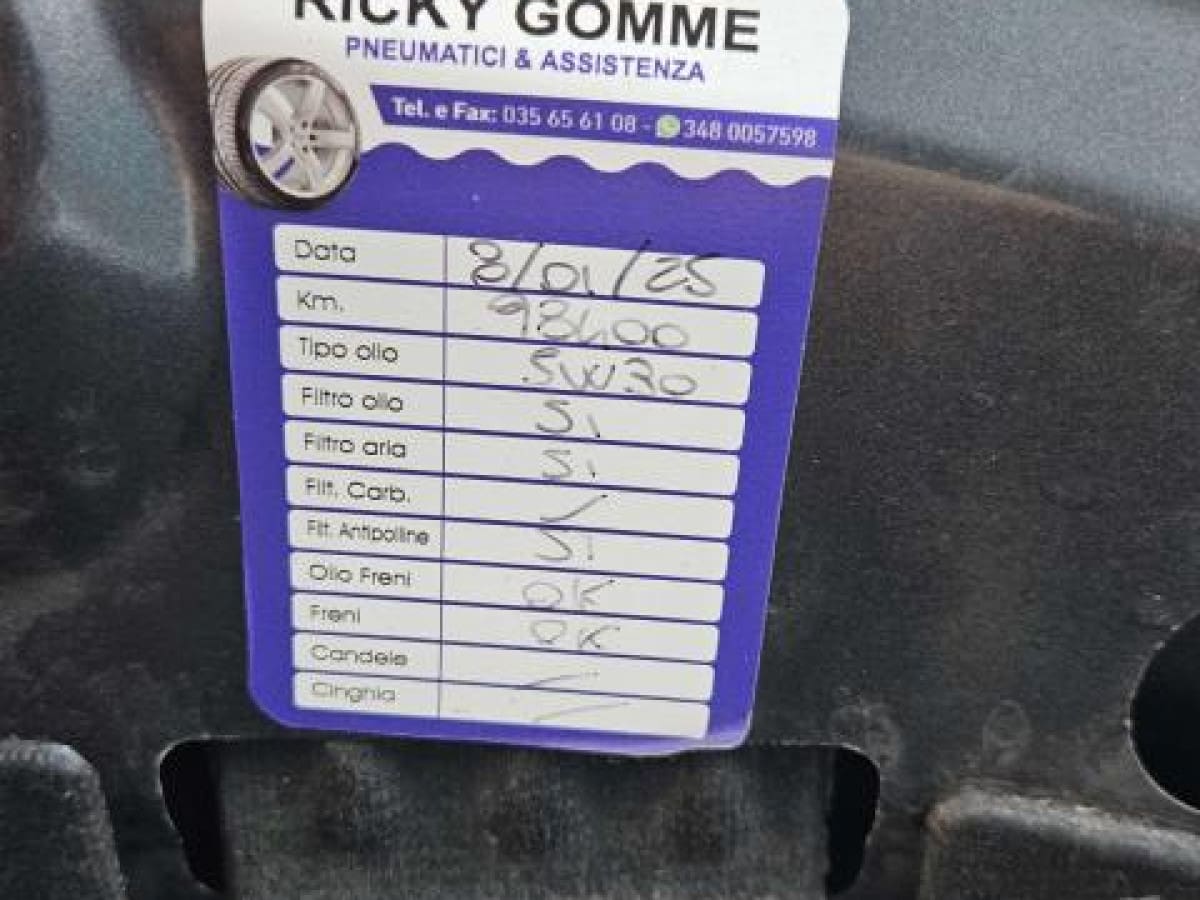 RICKY GOMME
PNEUMATICI & ASSISTENZA
Tel. e Fax: 035 65 61 08 - 348 0057598
Data 8/01/25
Km. 98400
Tipo olio 5W30
Filtro olio Si
Filtro aria Si
Filt. Carb. /
Filt. Antipolline Si
Olio Freni OK
Freni OK
Candele —
Cinghia —